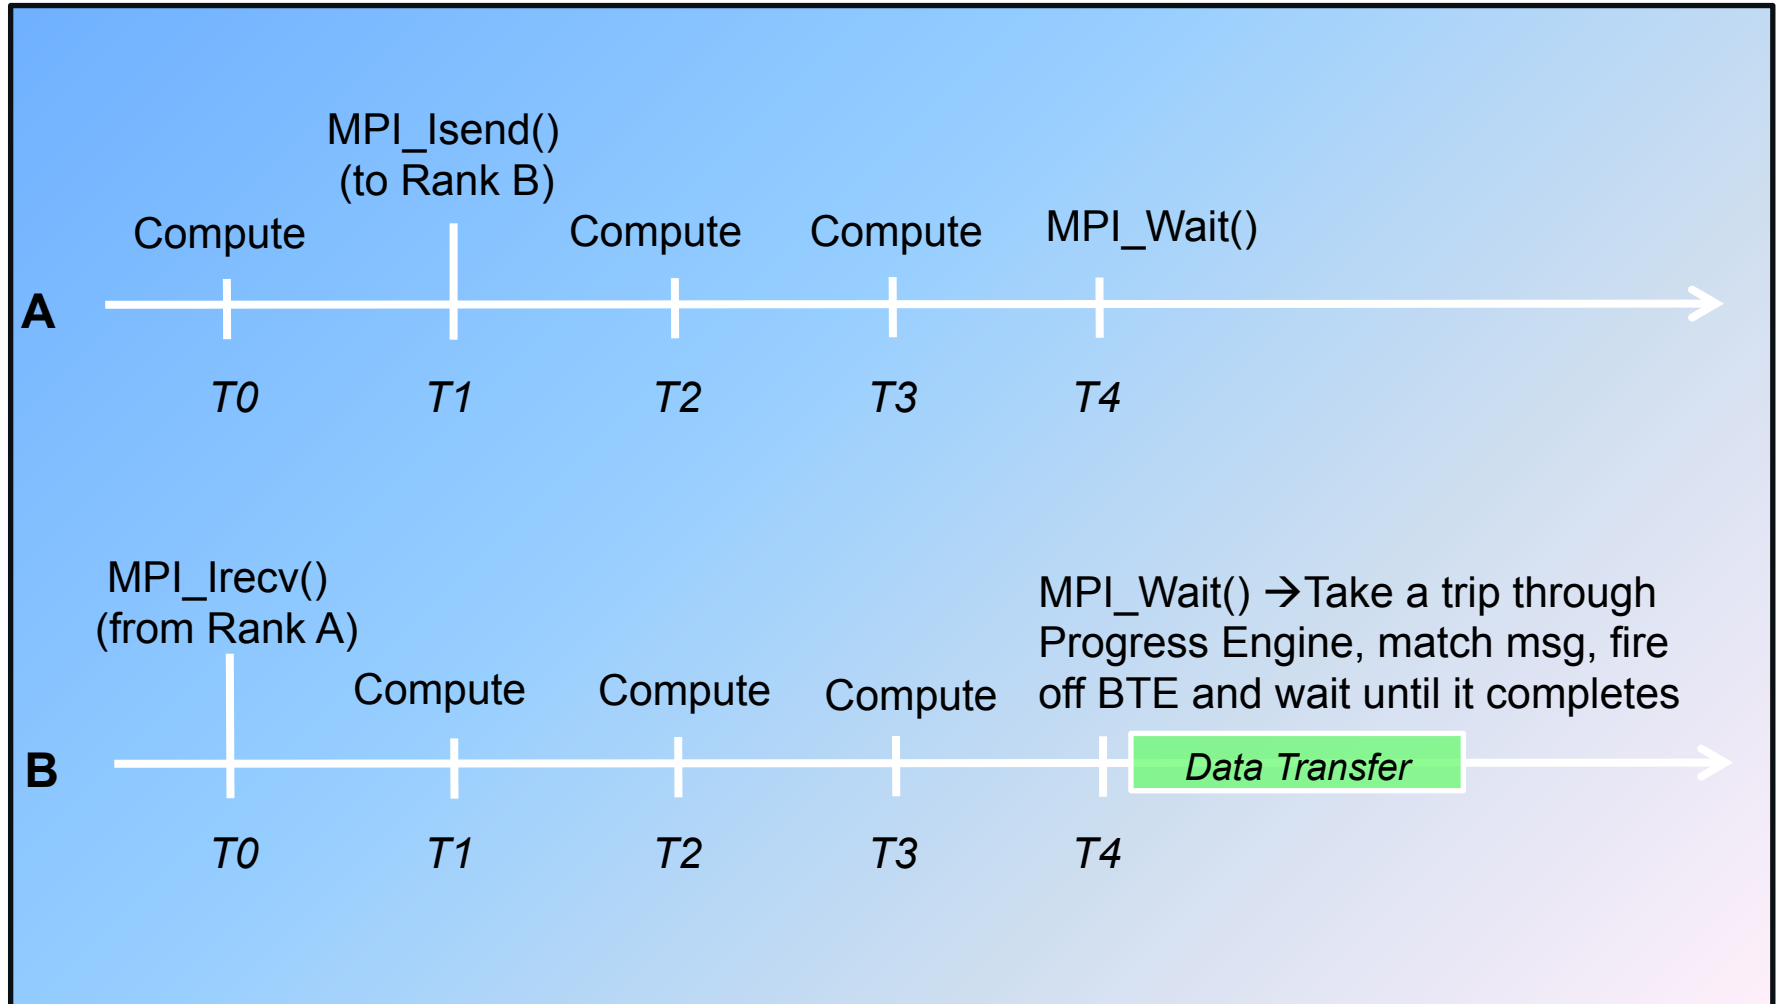 MPI_Isend()
(to Rank B)
Compute
Compute
Compute
MPI_Wait()
A
T0
T1
T2
T3
T4
MPI_Irecv()
(from Rank A)
Compute
Compute
Compute
MPI_Wait() →Take a trip through
Progress Engine, match msg, fire
off BTE and wait until it completes
B
Data Transfer
T0
T1
T2
T3
T4